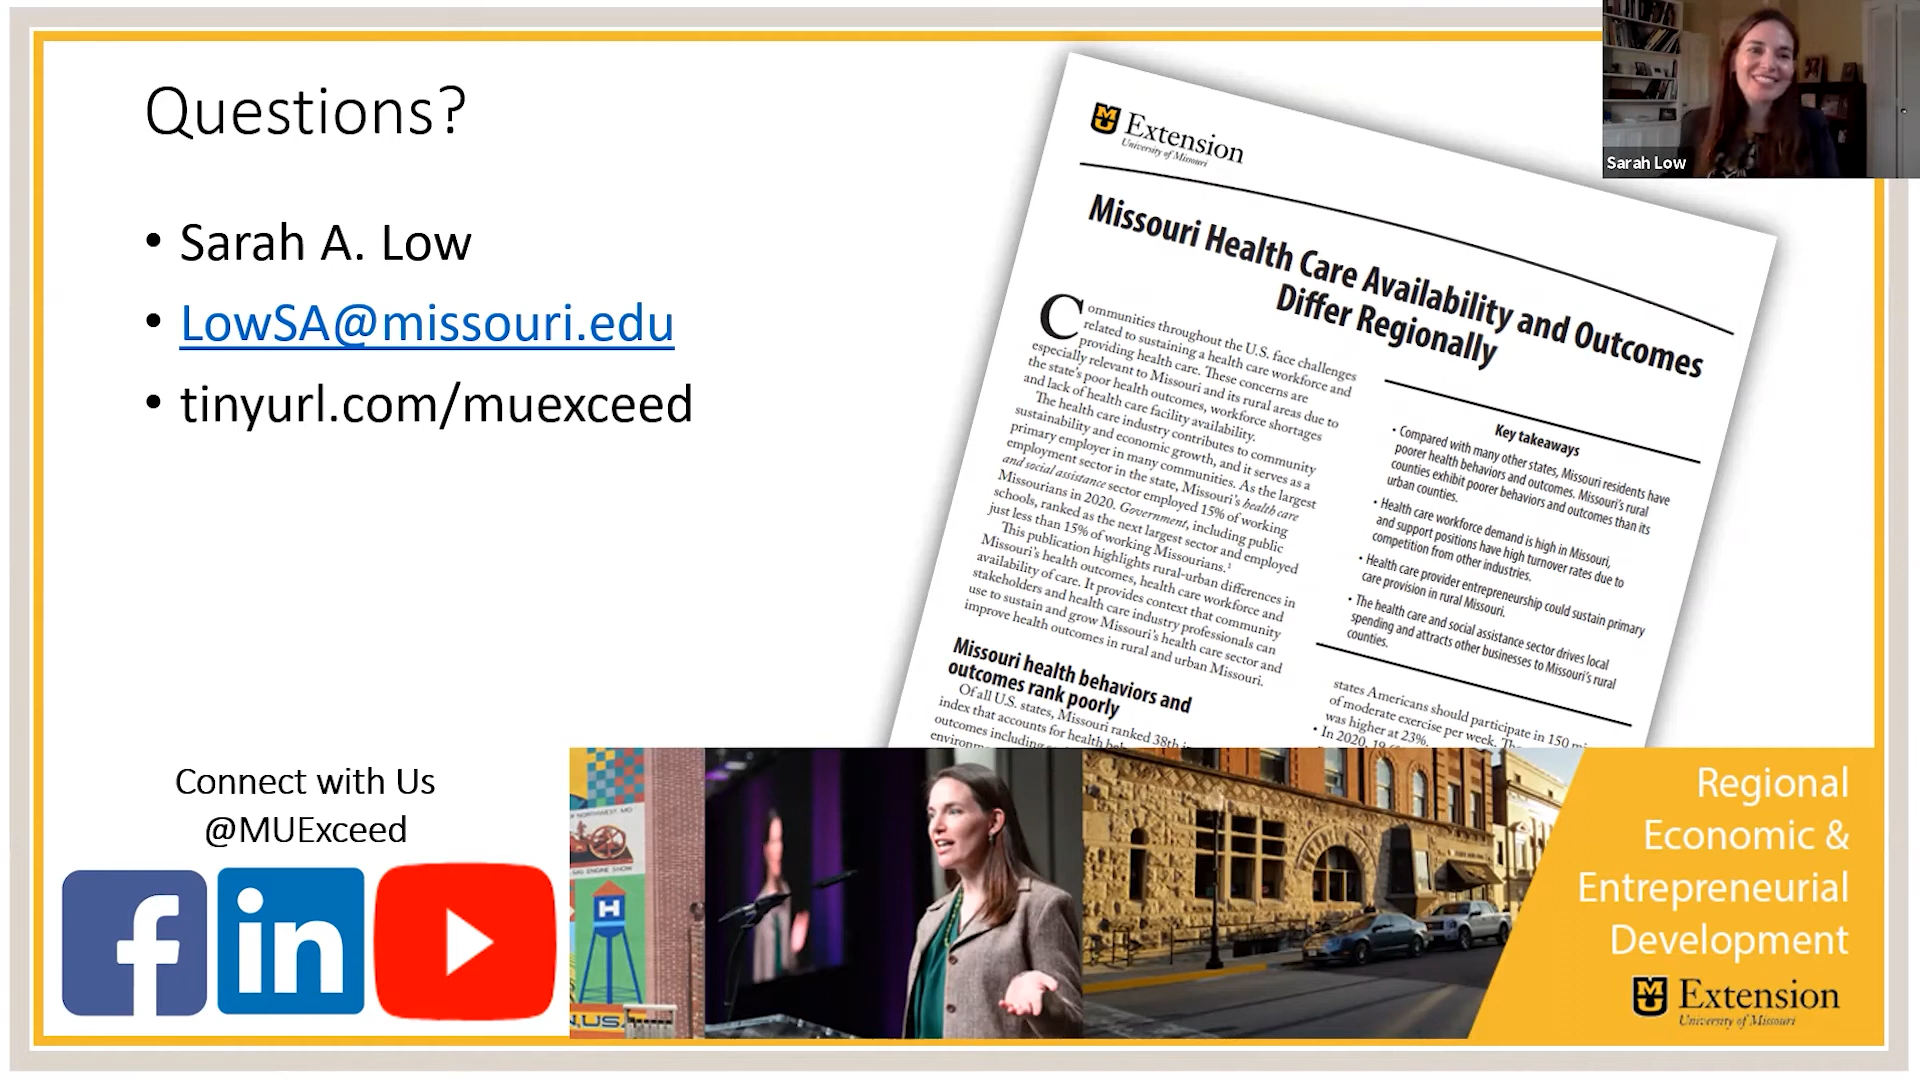 Questions?
• Sarah A. Low
• LowSA@missouri.edu
• tinyurl.com/muexceed
Sarah Low
MU Extension
University of Missouri
Missouri Health Care Availability and Outcomes
Differ Regionally
Communities throughout the U.S. face challenges
related to sustaining a health care workforce and
providing health care. These concerns are
especially relevant to Missouri and its rural areas due to
the state's poor health outcomes, workforce shortages
and lack of health care facility availability.
The health care industry contributes to community
sustainability and economic growth, and it serves as a
primary employer in many communities. As the largest
employment sector in the state, Missouri's health care
and social assistance sector employed 15% of working
Missourians in 2020. Government, including public
schools, ranked as the next largest sector and employed
just less than 15% of working Missourians.¹
This publication highlights rural-urban differences in
Missouri's health outcomes, health care workforce and
availability of care. It provides context that community
stakeholders and health care industry professionals can
use to sustain and grow Missouri's health care sector and
improve health outcomes in rural and urban Missouri.
Missouri health behaviors and
outcomes rank poorly
Of all U.S. states, Missouri ranked 38th
index that accounts for health
outcomes including
Key takeaways
• Compared with many other states, Missouri residents have
poorer health behaviors and outcomes. Missouri's rural
counties exhibit poorer behaviors and outcomes than its
urban counties.
• Health care workforce demand is high in Missouri,
and support positions have high turnover rates due to
competition from other industries.
• Health care provider entrepreneurship could sustain primary
care provision in rural Missouri.
• The health care and social assistance sector drives local
spending and attracts other businesses to Missouri's rural
counties.
states Americans should participate in 150
of moderate exercise per week.
was higher at 23%.
• In 2020,
Connect with Us
@MUExceed
f
in
OF NORTHWEST, MO
GAS ENGINE SHOW
H
N, USA
Regional
Economic &
Entrepreneurial
Development
MU Extension
University of Missouri